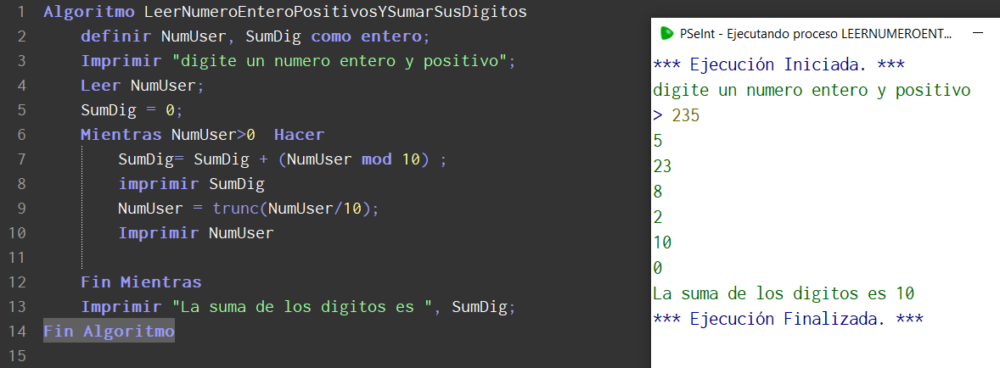 1 Algoritmo LeerNumeroEnteroPositivosYSumarSusDigitos
2 definir NumUser, SumDig como entero;
3 Imprimir "digite un numero entero y positivo";
4 Leer NumUser;
5 SumDig = 0;
6 Mientras NumUser>0 Hacer
7 SumDig= SumDig + (NumUser mod 10) ;
8 imprimir SumDig
9 NumUser = trunc(NumUser/10);
10 Imprimir NumUser
11
12 Fin Mientras
13 Imprimir "La suma de los digitos es ", SumDig;
14 Fin Algoritmo
15
PSeInt - Ejecutando proceso LEERNUMEROENT...
*** Ejecución Iniciada. ***
digite un numero entero y positivo
> 235
5
23
8
2
10
0
La suma de los digitos es 10
*** Ejecución Finalizada. ***